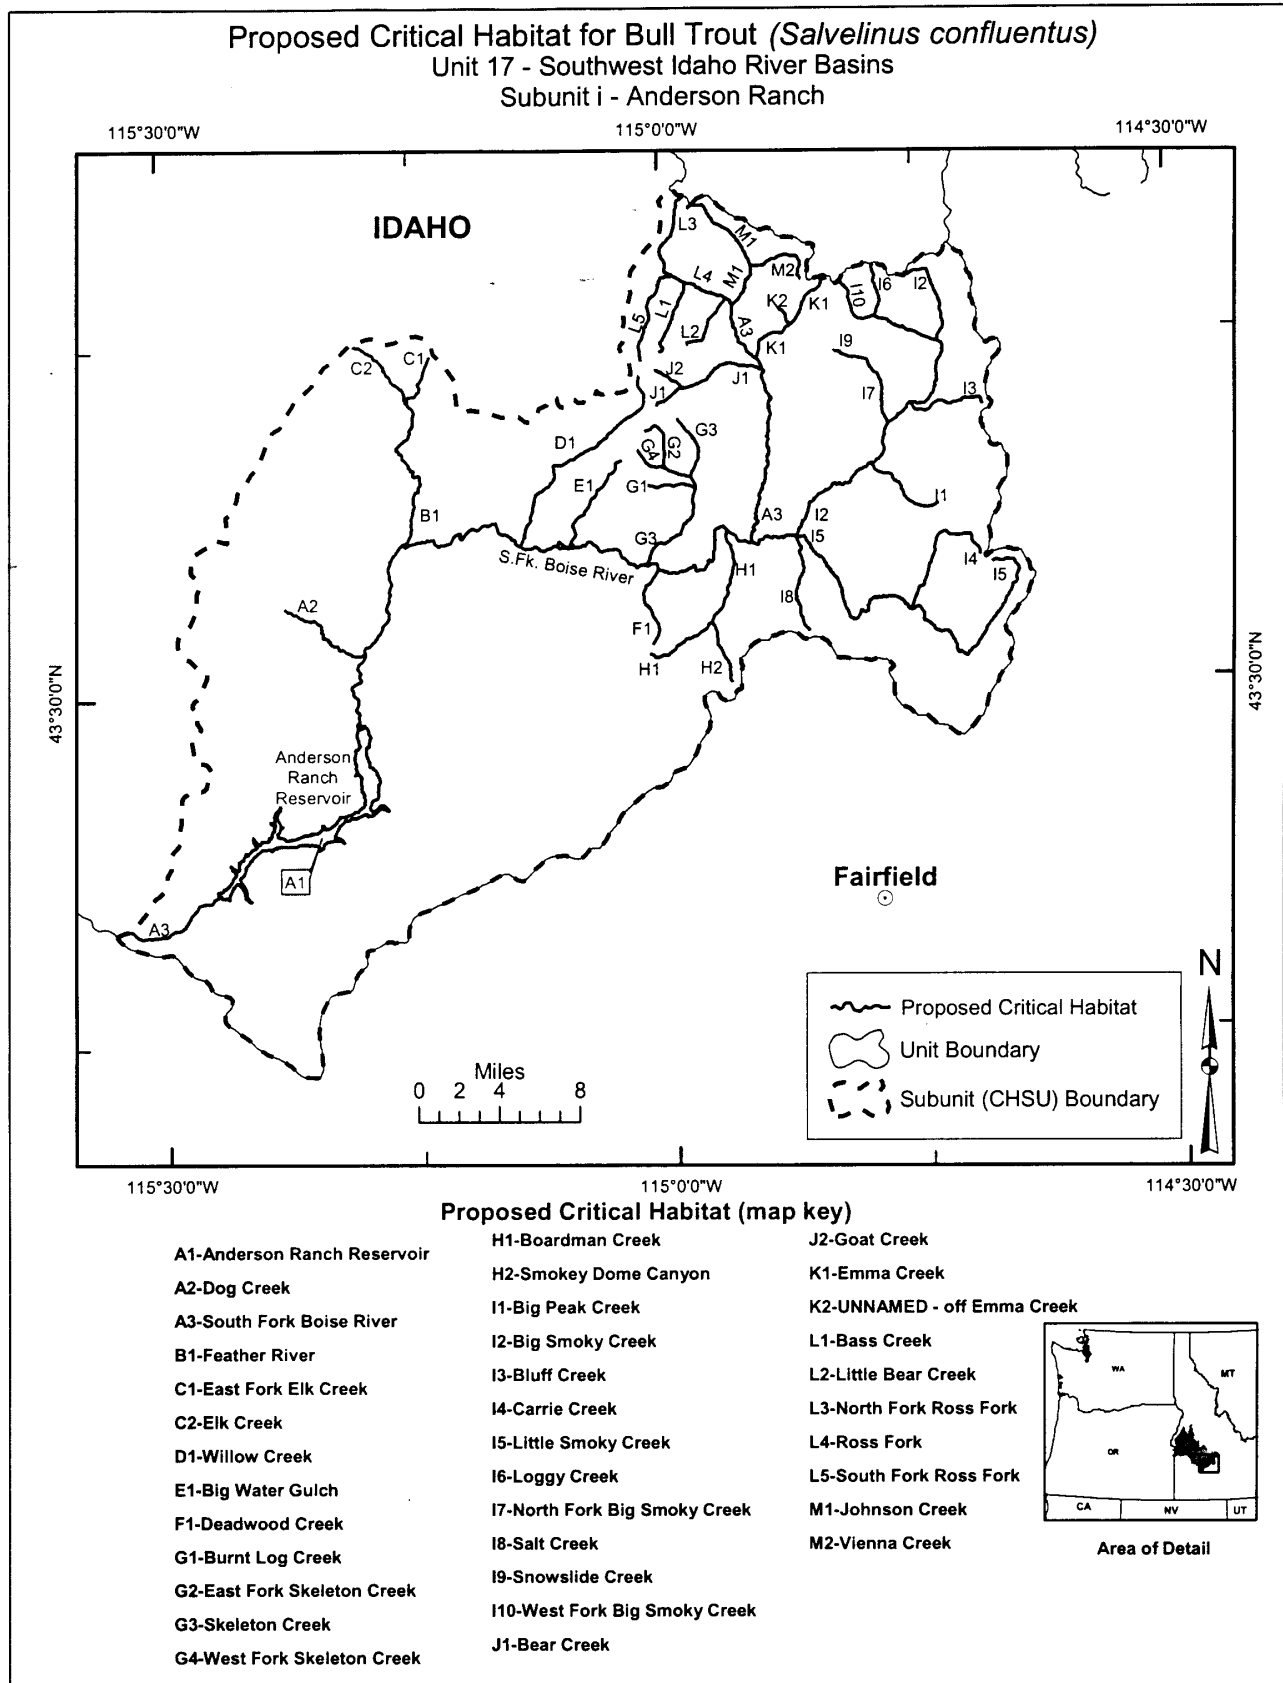 Proposed Critical Habitat for Bull Trout (Salvelinus confluentus)
Unit 17 - Southwest Idaho River Basins
Subunit i - Anderson Ranch
115°30'0"W
115°0'0"W
114°30'0"W
IDAHO
L3
M1
M2
L4
M1
I10
I6
I2
K2
K1
L1
L5
L2
A3
K1
I9
C2
C1
J2
J1
J1
I7
I3
D1
G3
G4
G2
E1
G1
I1
B1
A3
I2
G3
I5
S.Fk. Boise River
H1
I4
I5
A2
I8
F1
H1
H2
43°30'0"N
43°30'0"N
Anderson
Ranch
Reservoir
A1
Fairfield
A3
N
Proposed Critical Habitat
Unit Boundary
Subunit (CHSU) Boundary
Miles
0 2 4 8
115°30'0"W
115°0'0"W
114°30'0"W
Proposed Critical Habitat (map key)
A1-Anderson Ranch Reservoir
A2-Dog Creek
A3-South Fork Boise River
B1-Feather River
C1-East Fork Elk Creek
C2-Elk Creek
D1-Willow Creek
E1-Big Water Gulch
F1-Deadwood Creek
G1-Burnt Log Creek
G2-East Fork Skeleton Creek
G3-Skeleton Creek
G4-West Fork Skeleton Creek
H1-Boardman Creek
H2-Smokey Dome Canyon
I1-Big Peak Creek
I2-Big Smoky Creek
I3-Bluff Creek
I4-Carrie Creek
I5-Little Smoky Creek
I6-Loggy Creek
I7-North Fork Big Smoky Creek
I8-Salt Creek
I9-Snowslide Creek
I10-West Fork Big Smoky Creek
J1-Bear Creek
J2-Goat Creek
K1-Emma Creek
K2-UNNAMED - off Emma Creek
L1-Bass Creek
L2-Little Bear Creek
L3-North Fork Ross Fork
L4-Ross Fork
L5-South Fork Ross Fork
M1-Johnson Creek
M2-Vienna Creek
WA
MT
OR
CA
NV
UT
Area of Detail